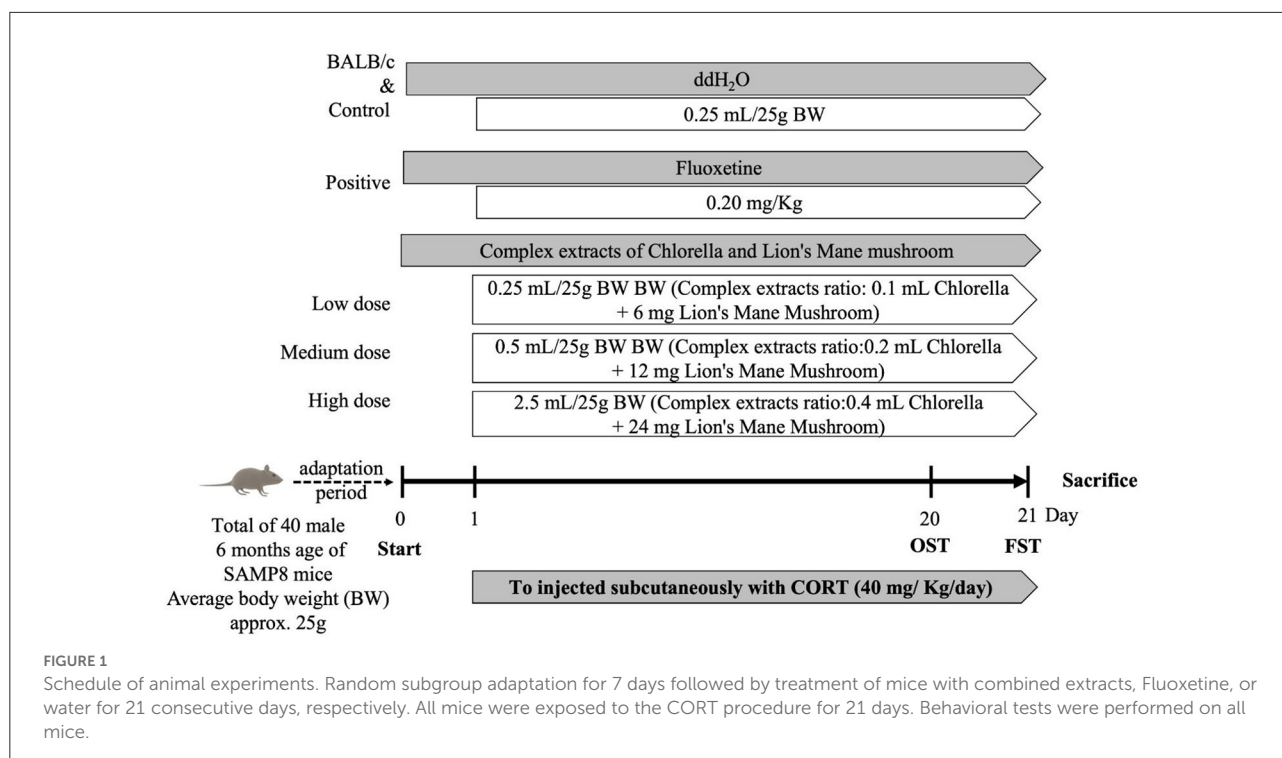 BALB/c
&
Control
ddH₂O
0.25 mL/25g BW
Positive
Fluoxetine
0.20 mg/Kg
Complex extracts of Chlorella and Lion's Mane mushroom
Low dose
0.25 mL/25g BW BW (Complex extracts ratio: 0.1 mL Chlorella
+ 6 mg Lion's Mane Mushroom)
Medium dose
0.5 mL/25g BW BW (Complex extracts ratio:0.2 mL Chlorella
+ 12 mg Lion's Mane Mushroom)
High dose
2.5 mL/25g BW (Complex extracts ratio:0.4 mL Chlorella
+ 24 mg Lion's Mane Mushroom)
adaptation
period
Sacrifice
0 1 20 21 Day
Start OST FST
Total of 40 male
6 months age of
SAMP8 mice
Average body weight (BW)
approx. 25g
To injected subcutaneously with CORT (40 mg/ Kg/day)
FIGURE 1
Schedule of animal experiments. Random subgroup adaptation for 7 days followed by treatment of mice with combined extracts, Fluoxetine, or
water for 21 consecutive days, respectively. All mice were exposed to the CORT procedure for 21 days. Behavioral tests were performed on all
mice.